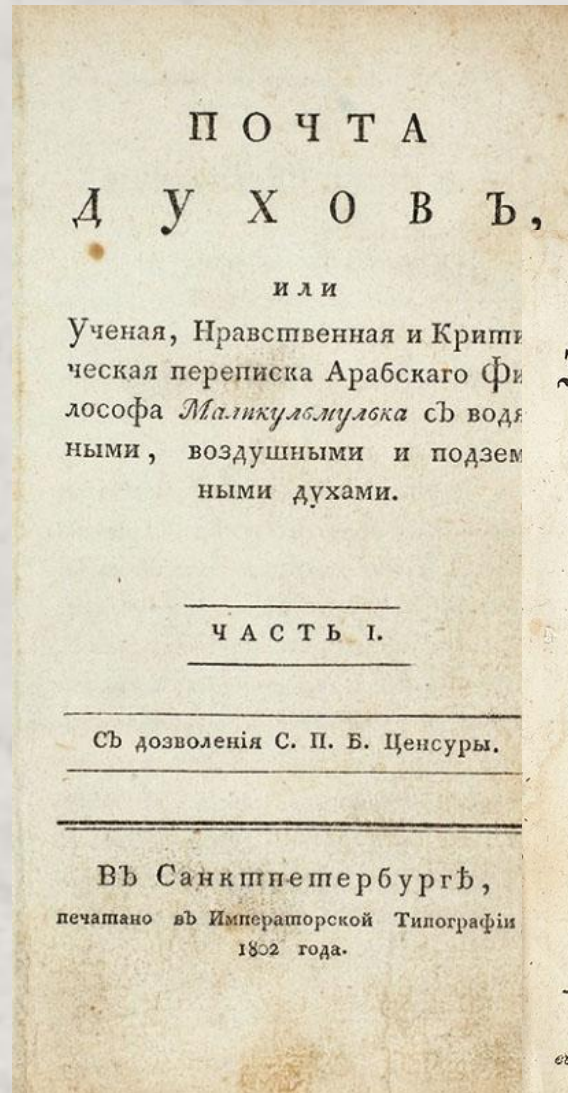 ПОЧТА
ДУХОВЪ,
или
Ученая, Нравственная и Крити
ческая переписка Арабскаго Фи
лософа Маликульмулька съ водя
ными, воздушными и подзем
ными духами.
ЧАСТЬ I.
Съ дозволенія С. П. Б. Ценсуры.
Въ Санктпетербургѣ,
печатано въ Императорской Типографіи
1802 года.